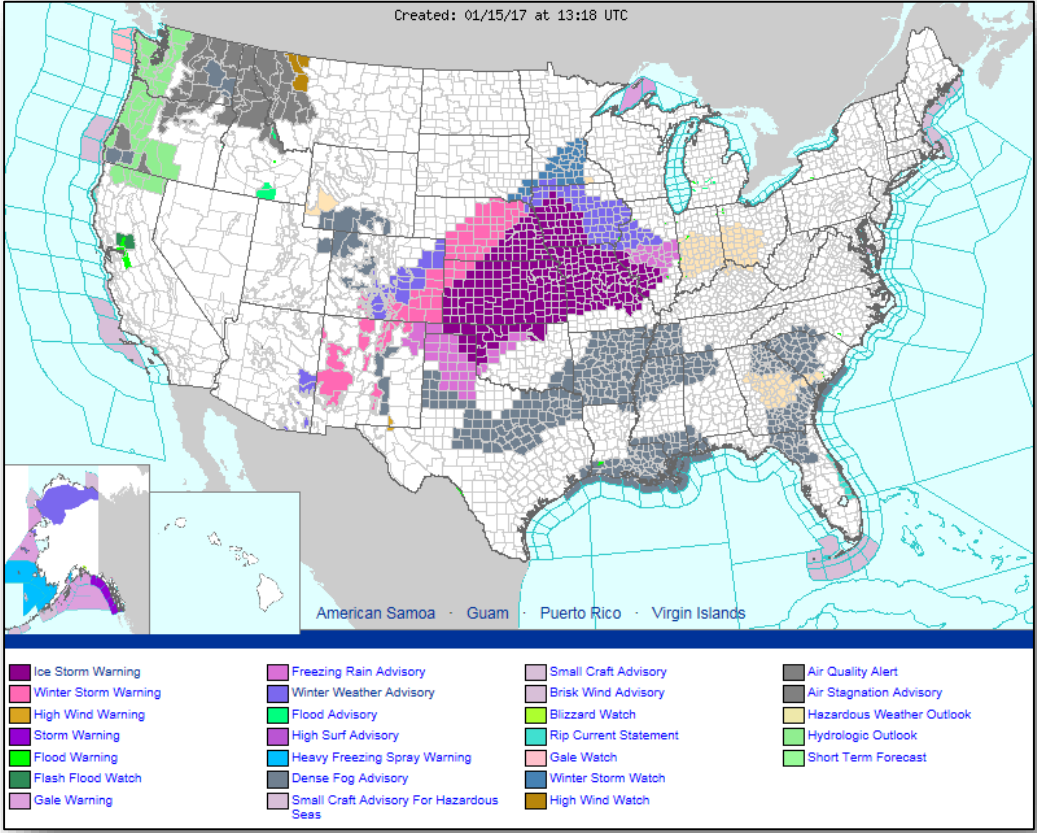 Created: 01/15/17 at 13:18 UTC
American Samoa · Guam · Puerto Rico · Virgin Islands
Ice Storm Warning
Winter Storm Warning
High Wind Warning
Storm Warning
Flood Warning
Flash Flood Watch
Gale Warning
Freezing Rain Advisory
Winter Weather Advisory
Flood Advisory
High Surf Advisory
Heavy Freezing Spray Warning
Dense Fog Advisory
Small Craft Advisory For Hazardous
Seas
Small Craft Advisory
Brisk Wind Advisory
Blizzard Watch
Rip Current Statement
Gale Watch
Winter Storm Watch
High Wind Watch
Air Quality Alert
Air Stagnation Advisory
Hazardous Weather Outlook
Hydrologic Outlook
Short Term Forecast